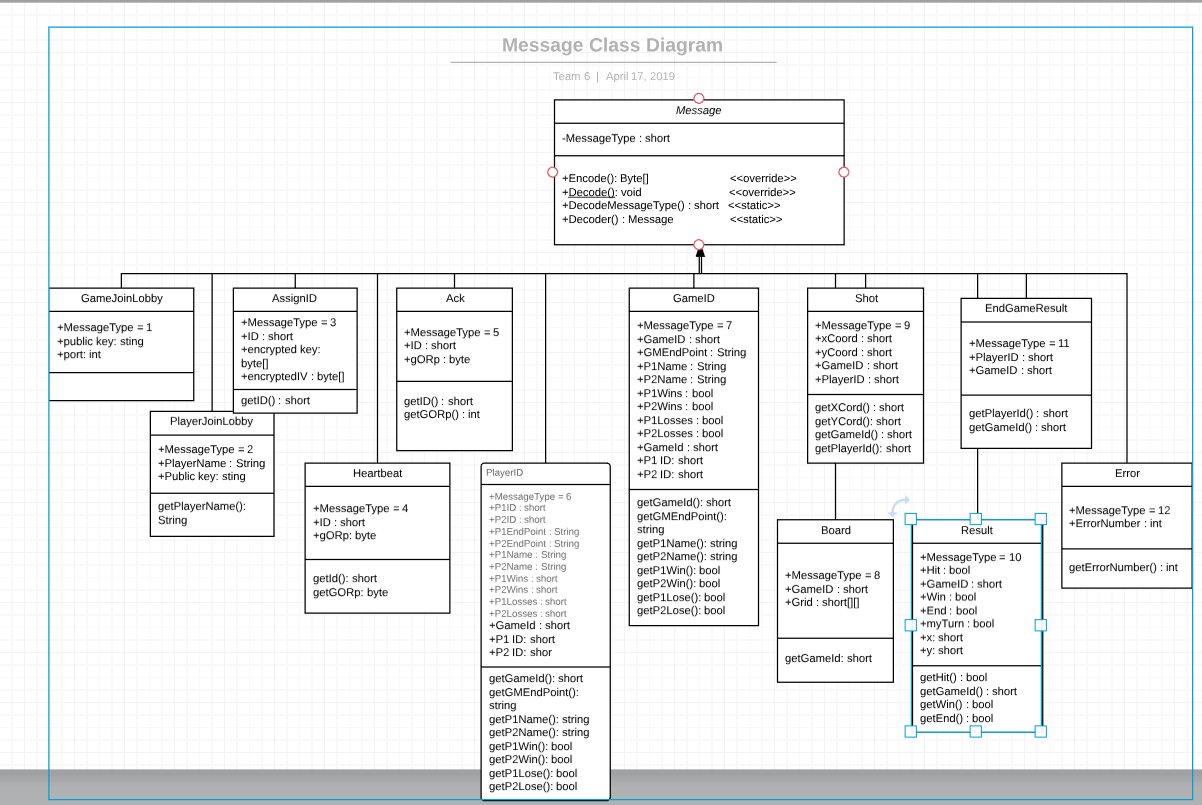 Message Class Diagram
Team 6 | April 17, 2019
Message
-MessageType : short
+Encode(): Byte[] <<override>>
+Decode(): void <<override>>
+DecodeMessageType() : short <<static>>
+Decoder() : Message <<static>>
GameJoinLobby
+MessageType = 1
+public key: sting
+port: int
PlayerJoinLobby
+MessageType = 2
+PlayerName : String
+Public key: sting
getPlayerName():
String
AssignID
+MessageType = 3
+ID : short
+encrypted key:
byte[]
+encryptedIV : byte[]
getID() : short
Heartbeat
+MessageType = 4
+ID : short
+gORp: byte
getId(): short
getGORp: byte
Ack
+MessageType = 5
+ID : short
+gORp : byte
getID() : short
getGORp() : int
PlayerID
+MessageType = 6
+P1ID : short
+P2ID : short
+P1EndPoint : String
+P2EndPoint : String
+P1Name : String
+P2Name : String
+P1Wins : short
+P2Wins : short
+P1Losses : short
+P2Losses : short
+GameId : short
+P1 ID: short
+P2 ID: shor
getGameId(): short
getGMEndPoint():
string
getP1Name(): string
getP2Name(): string
getP1Win(): bool
getP2Win(): bool
getP1Lose(): bool
getP2Lose(): bool
GameID
+MessageType = 7
+GameID : short
+GMEndPoint : String
+P1Name : String
+P2Name : String
+P1Wins : bool
+P2Wins : bool
+P1Losses : bool
+P2Losses : bool
+GameId : short
+P1 ID: short
+P2 ID: short
getGameId(): short
getGMEndPoint():
string
getP1Name(): string
getP2Name(): string
getP1Win(): bool
getP2Win(): bool
getP1Lose(): bool
getP2Lose(): bool
Shot
+MessageType = 9
+xCoord : short
+yCoord : short
+GameID : short
+PlayerID : short
getXCord() : short
getYCord(): short
getGameId() : short
getPlayerId(): short
Board
+MessageType = 8
+GameID : short
+Grid : short[][]
getGameId: short
EndGameResult
+MessageType = 11
+PlayerID : short
+GameID : short
getPlayerId() : short
getGameId() : short
Result
+MessageType = 10
+Hit : bool
+GameID : short
+Win : bool
+End : bool
+myTurn : bool
+x: short
+y: short
getHit() : bool
getGameId() : short
getWin() : bool
getEnd() : bool
Error
+MessageType = 12
+ErrorNumber : int
getErrorNumber() : int